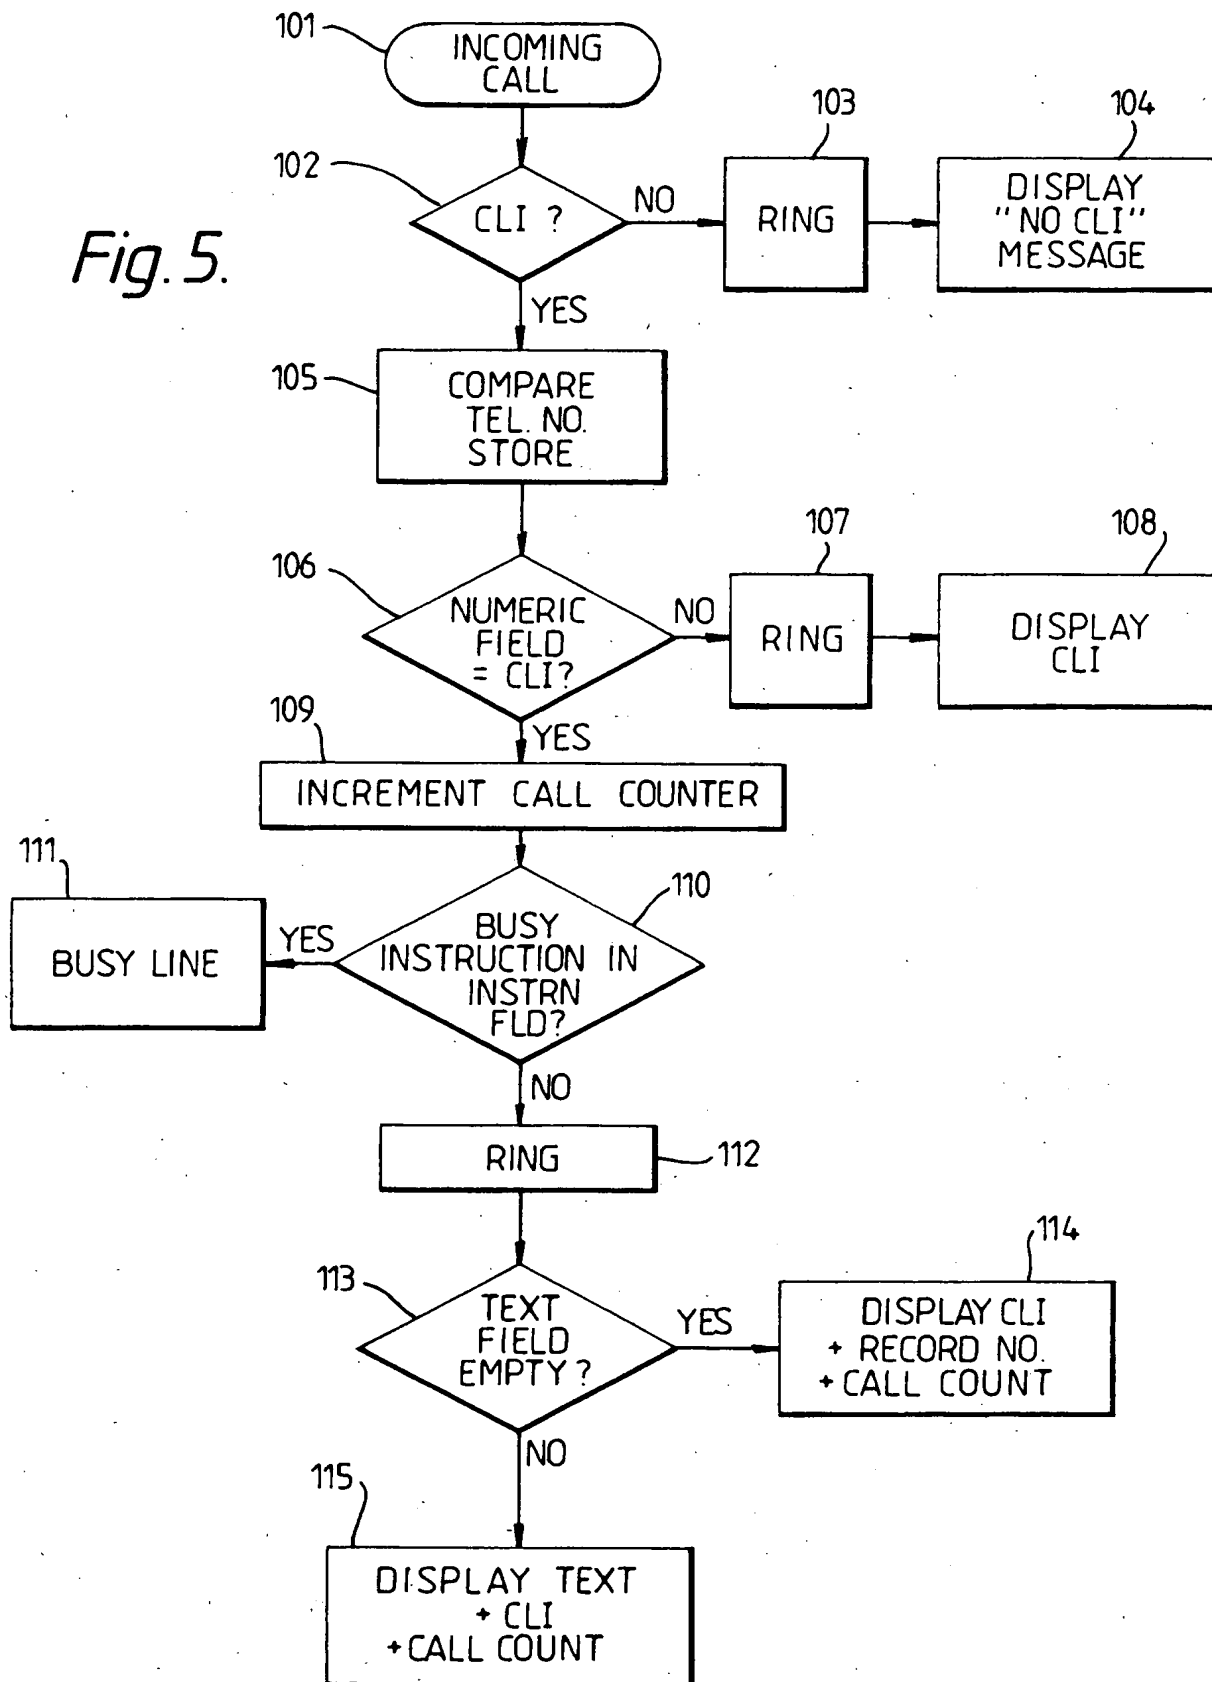 101
INCOMING
CALL
103
104
102
CLI ?
NO
RING
DISPLAY
"NO CLI"
MESSAGE
Fig. 5.
YES
105
COMPARE
TEL. NO.
STORE
107
108
106
NUMERIC
FIELD
= CLI?
NO
RING
DISPLAY
CLI
109
YES
INCREMENT CALL COUNTER
111
110
BUSY LINE
YES
BUSY
INSTRUCTION IN
INSTRN
FLD?
NO
RING
112
114
113
TEXT
FIELD
EMPTY?
YES
DISPLAY CLI
+ RECORD NO.
+ CALL COUNT
NO
115
DISPLAY TEXT
+ CLI
+ CALL COUNT